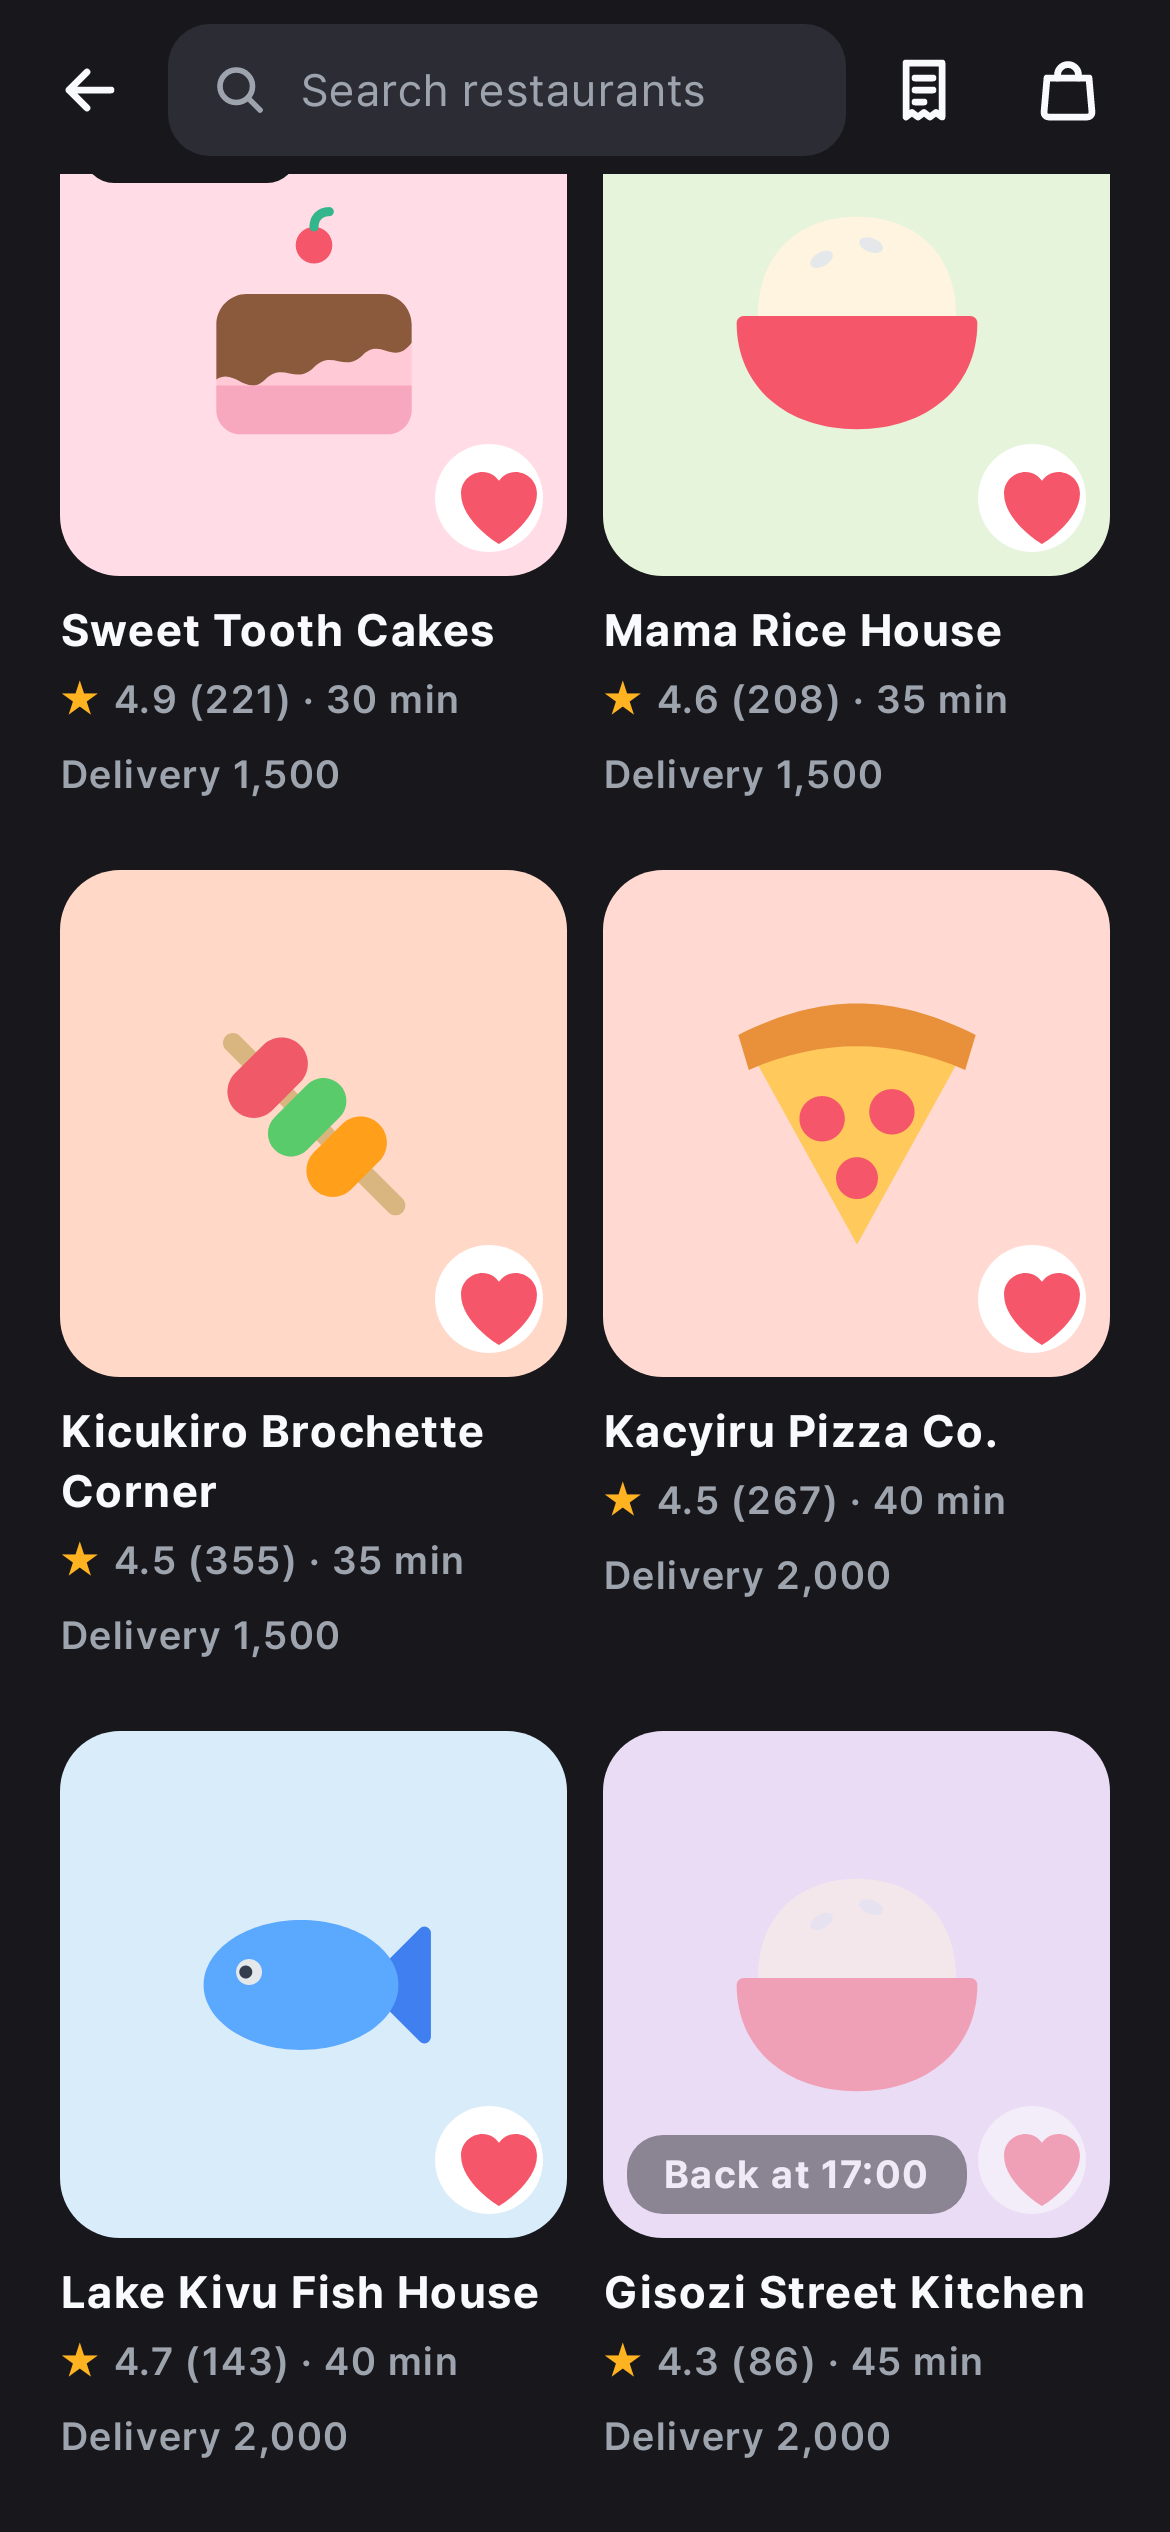 Search restaurants
Sweet Tooth Cakes
★ 4.9 (221) · 30 min
Delivery 1,500
Mama Rice House
★ 4.6 (208) · 35 min
Delivery 1,500
Kicukiro Brochette
Corner
★ 4.5 (355) · 35 min
Delivery 1,500
Kacyiru Pizza Co.
★ 4.5 (267) · 40 min
Delivery 2,000
Lake Kivu Fish House
★ 4.7 (143) · 40 min
Delivery 2,000
Back at 17:00
Gisozi Street Kitchen
★ 4.3 (86) · 45 min
Delivery 2,000